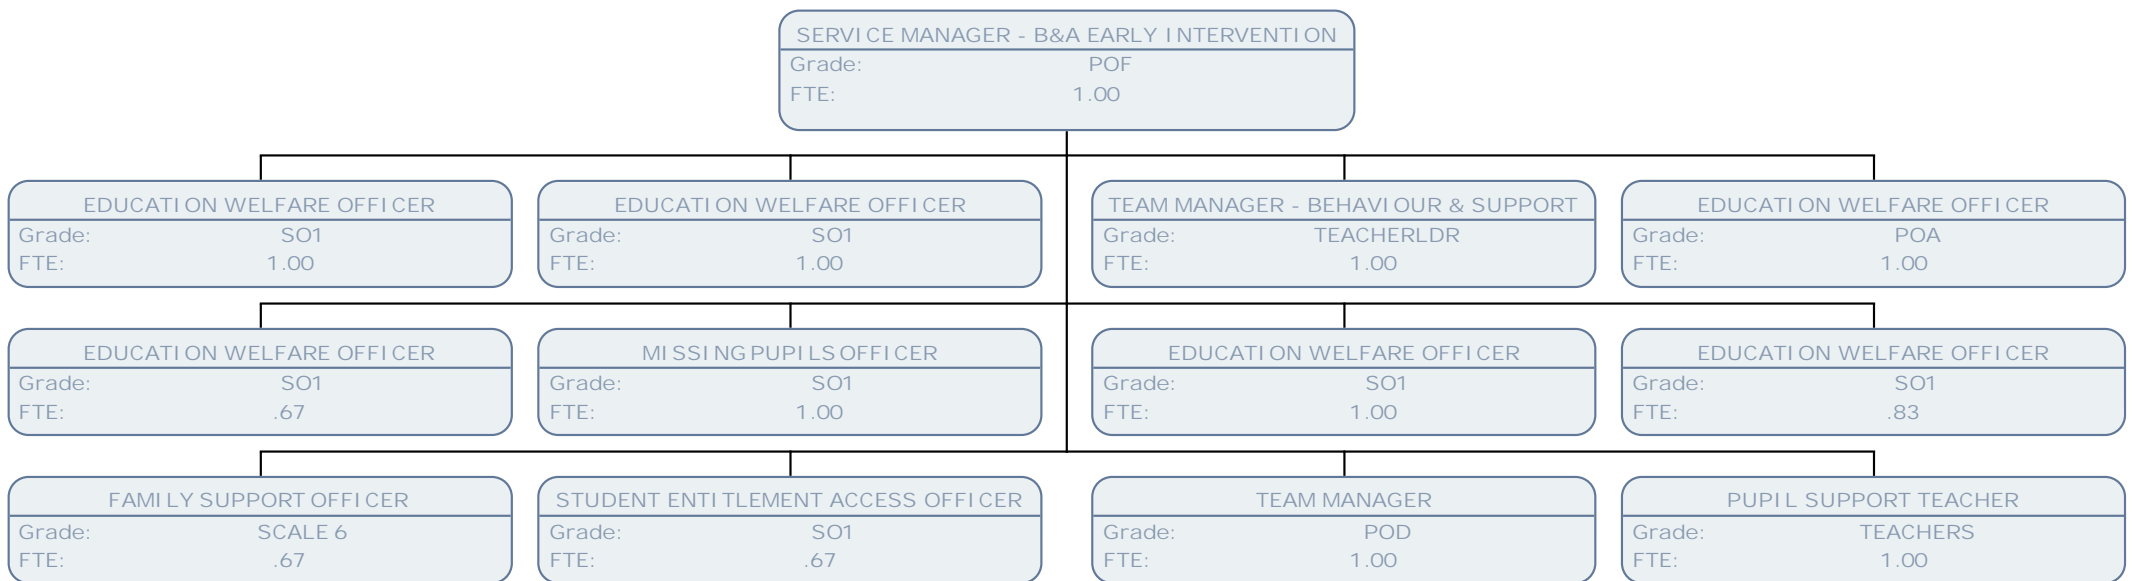 SERVICE MANAGER - B&A EARLY INTERVENTION
Grade: POF
FTE: 1.00
EDUCATION WELFARE OFFICER
Grade: SO1
FTE: 1.00
EDUCATION WELFARE OFFICER
Grade: SO1
FTE: 1.00
TEAM MANAGER - BEHAVIOUR & SUPPORT
Grade: TEACHERLDR
FTE: 1.00
EDUCATION WELFARE OFFICER
Grade: POA
FTE: 1.00
EDUCATION WELFARE OFFICER
Grade: SO1
FTE: .67
MISSING PUPILS OFFICER
Grade: SO1
FTE: 1.00
EDUCATION WELFARE OFFICER
Grade: SO1
FTE: 1.00
EDUCATION WELFARE OFFICER
Grade: SO1
FTE: .83
FAMILY SUPPORT OFFICER
Grade: SCALE 6
FTE: .67
STUDENT ENTITLEMENT ACCESS OFFICER
Grade: SO1
FTE: .67
TEAM MANAGER
Grade: POD
FTE: 1.00
PUPIL SUPPORT TEACHER
Grade: TEACHERS
FTE: 1.00